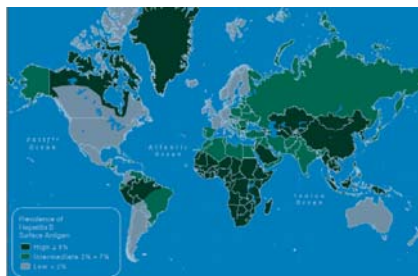 Pacific
Ocean
Atlantic
Ocean
Indian
Ocean
Prevalence of
Hepatitis B
Surface Antigen
High ≥ 8%
Intermediate 2% - 7%
Low < 2%